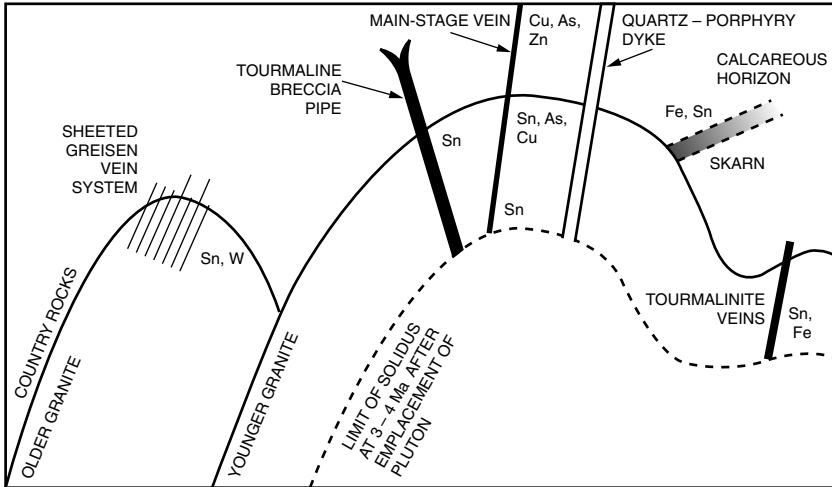 MAIN-STAGE VEIN
Cu, As,
Zn
QUARTZ – PORPHYRY
DYKE
TOURMALINE
BRECCIA
PIPE
CALCAREOUS
HORIZON
SHEETED
GREISEN
VEIN
SYSTEM
Sn
Sn, As,
Cu
Fe, Sn
SKARN
Sn
Sn, W
TOURMALINITE
VEINS
Sn,
Fe
COUNTRY ROCKS
OLDER GRANITE
YOUNGER GRANITE
LIMIT OF SOLIDUS
AT 3 – 4 Ma AFTER
EMPLACEMENT OF
PLUTON